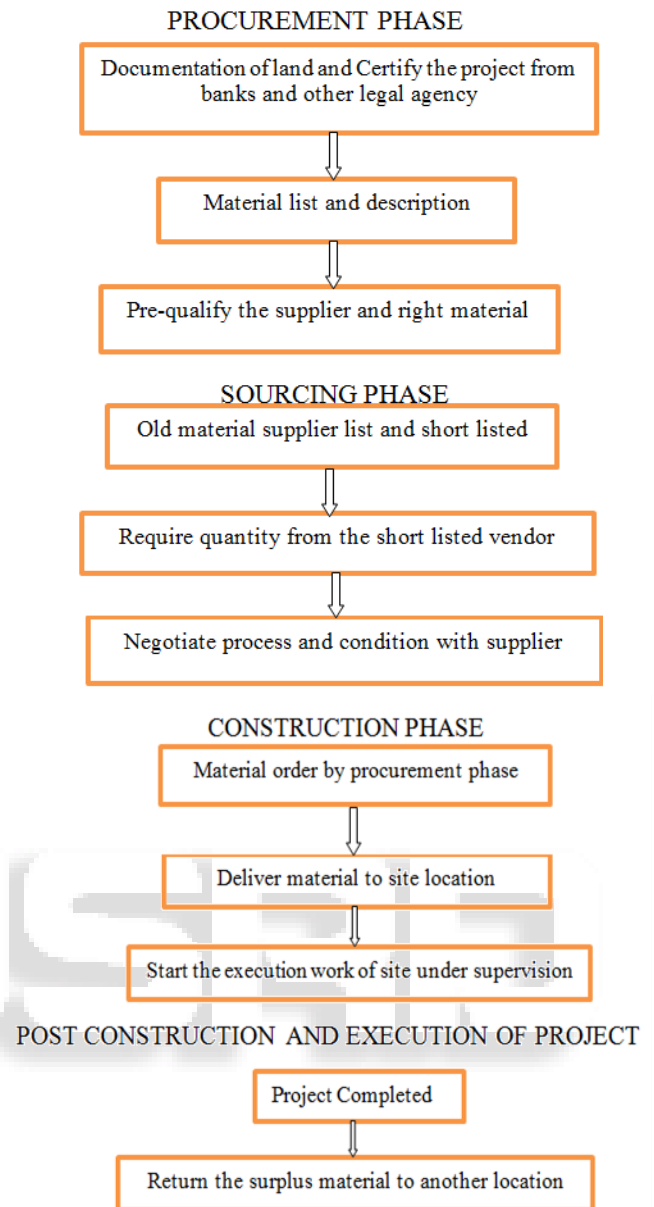 PROCUREMENT PHASE
Documentation of land and Certify the project from
banks and other legal agency
Material list and description
Pre-qualify the supplier and right material
SOURCING PHASE
Old material supplier list and short listed
Require quantity from the short listed vendor
Negotiate process and condition with supplier
CONSTRUCTION PHASE
Material order by procurement phase
Deliver material to site location
Start the execution work of site under supervision
POST CONSTRUCTION AND EXECUTION OF PROJECT
Project Completed
Return the surplus material to another location